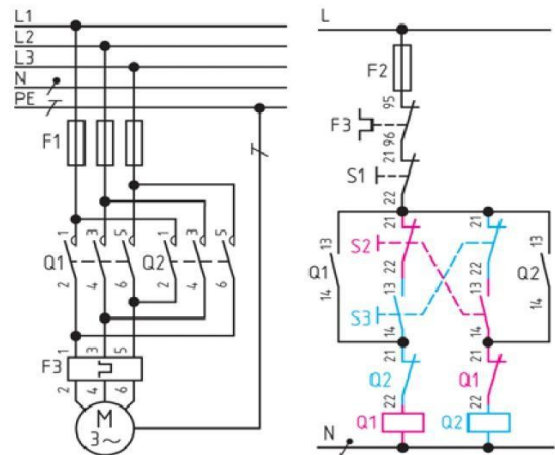 L1
L2
L3
N
PE
F1
1 3 5 1 3 5
Q1 Q2
2 4 6 2 4 6
1 3 5
F3
2 4 6
M
3~
L
F2
95
F3
96
21
S1
22
21 21
S2
13 22 22 13
Q1 Q2
14 13 13 14
S3
14 14
21 21
Q2 Q1
22 22
Q1 Q2
N